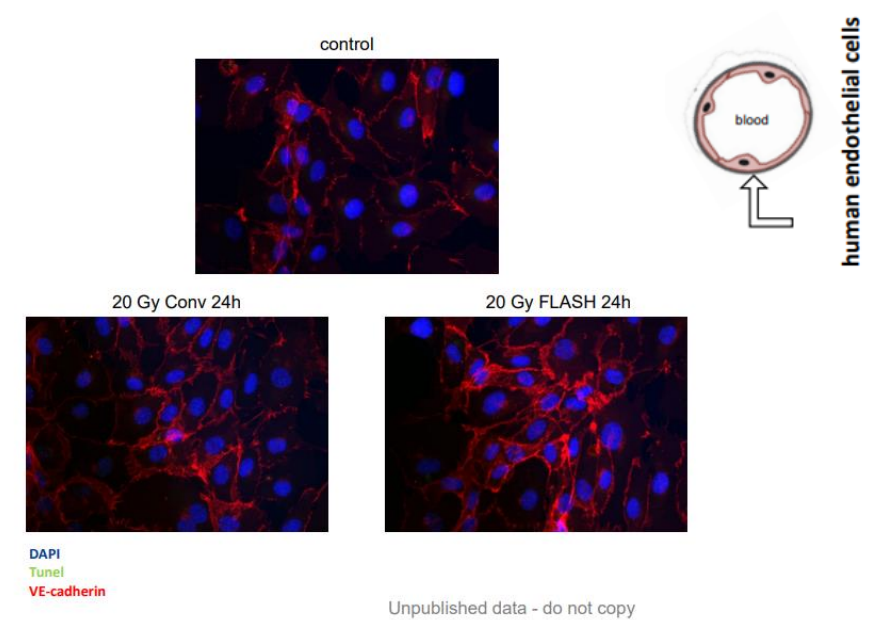 control
human endothelial cells
blood
20 Gy Conv 24h
20 Gy FLASH 24h
DAPI
Tunel
VE-cadherin
Unpublished data - do not copy